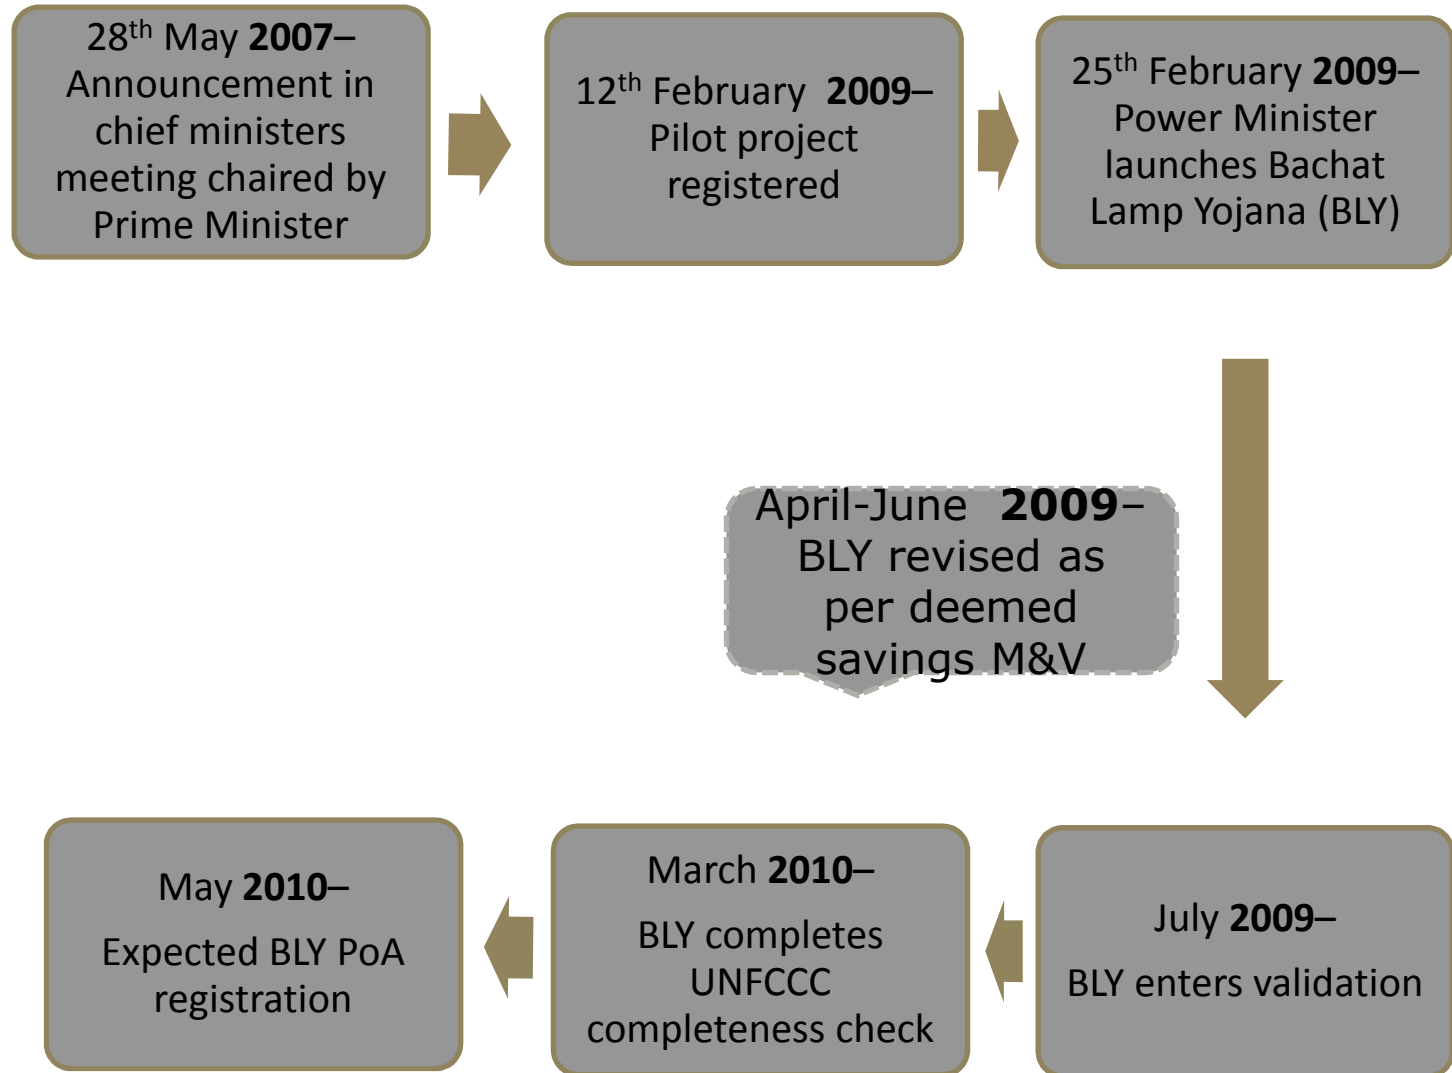 28th May 2007–
Announcement in
chief ministers
meeting chaired by
Prime Minister
12th February 2009–
Pilot project
registered
25th February 2009–
Power Minister
launches Bachat
Lamp Yojana (BLY)
April-June 2009–
BLY revised as
per deemed
savings M&V
July 2009–
BLY enters validation
March 2010–
BLY completes
UNFCCC
completeness check
May 2010–
Expected BLY PoA
registration